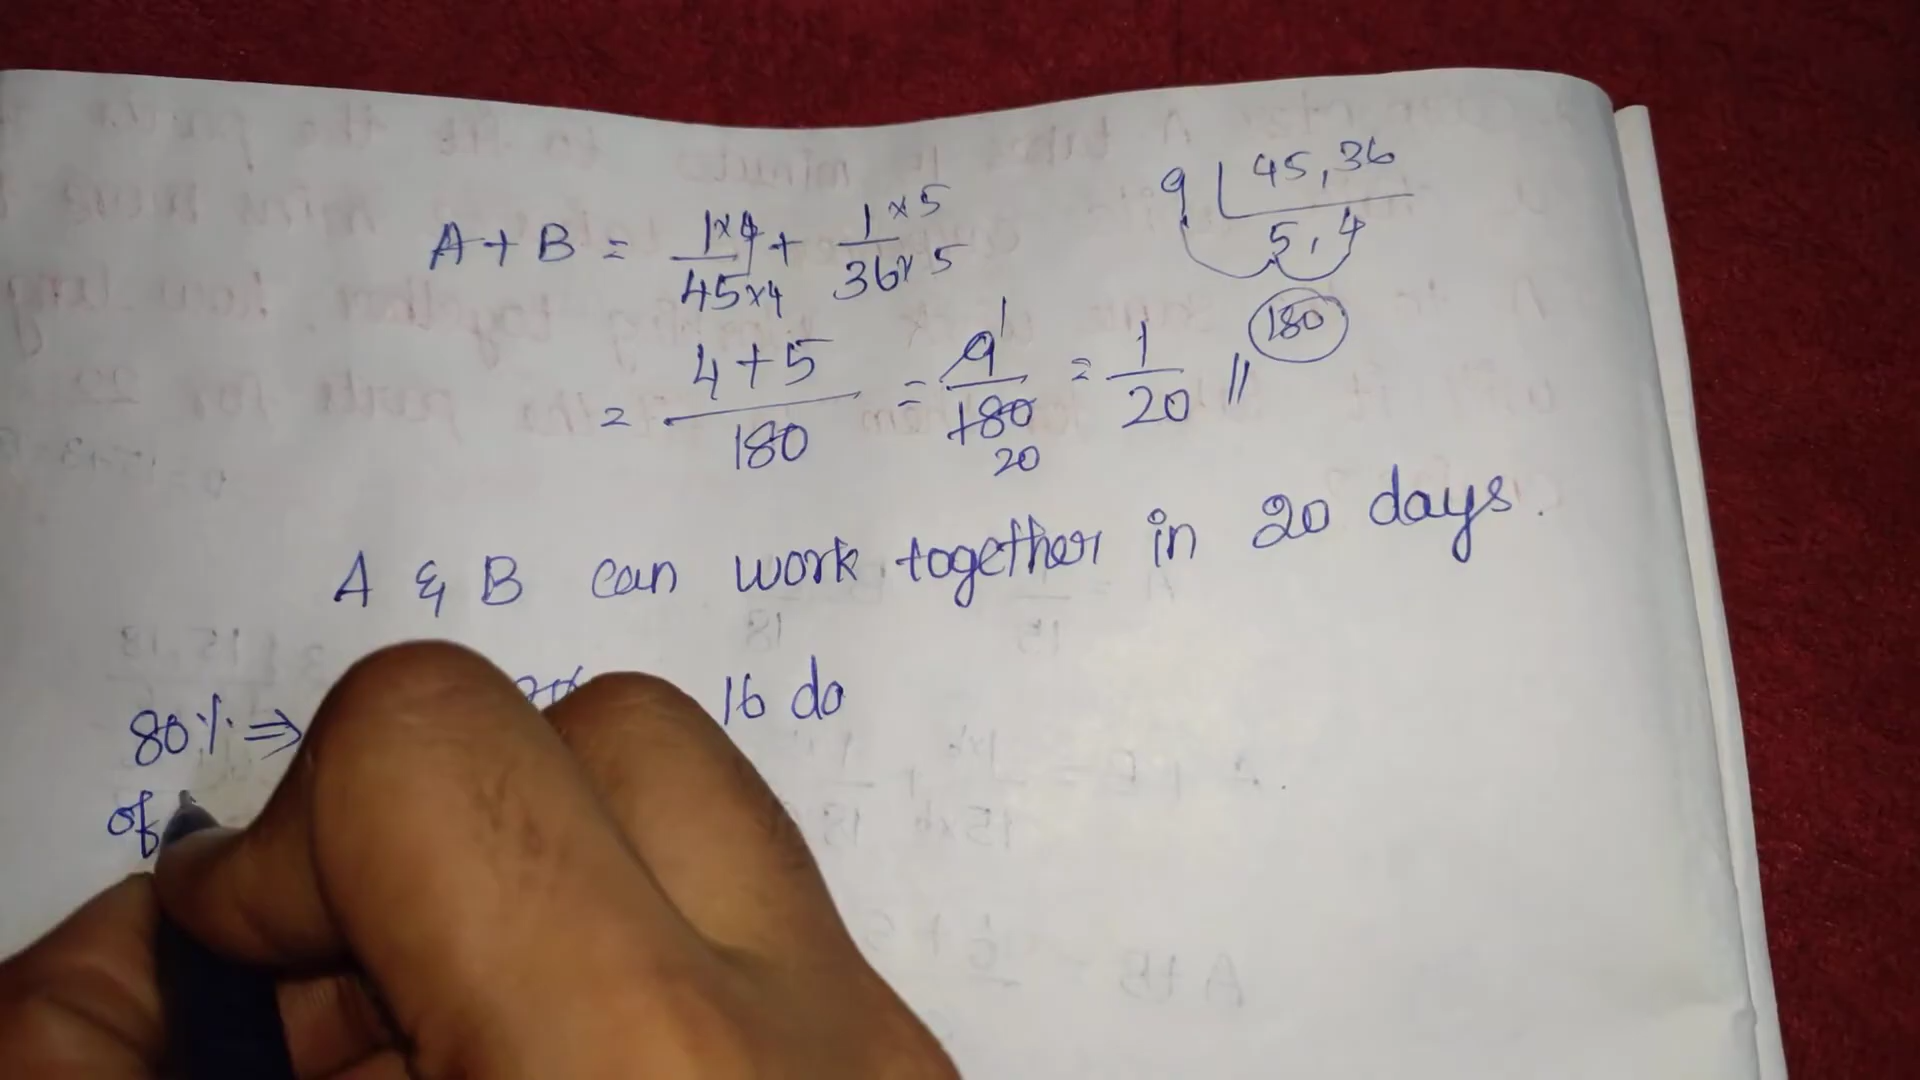 9 | 45, 36
5, 4
180
A + B = 1×4/45×4 + 1×5/36×5
= 4+5/180 = 9 1/180 20 = 1/20 //
A & B can work together in 20 days.
80% ⇒ 16 da
of